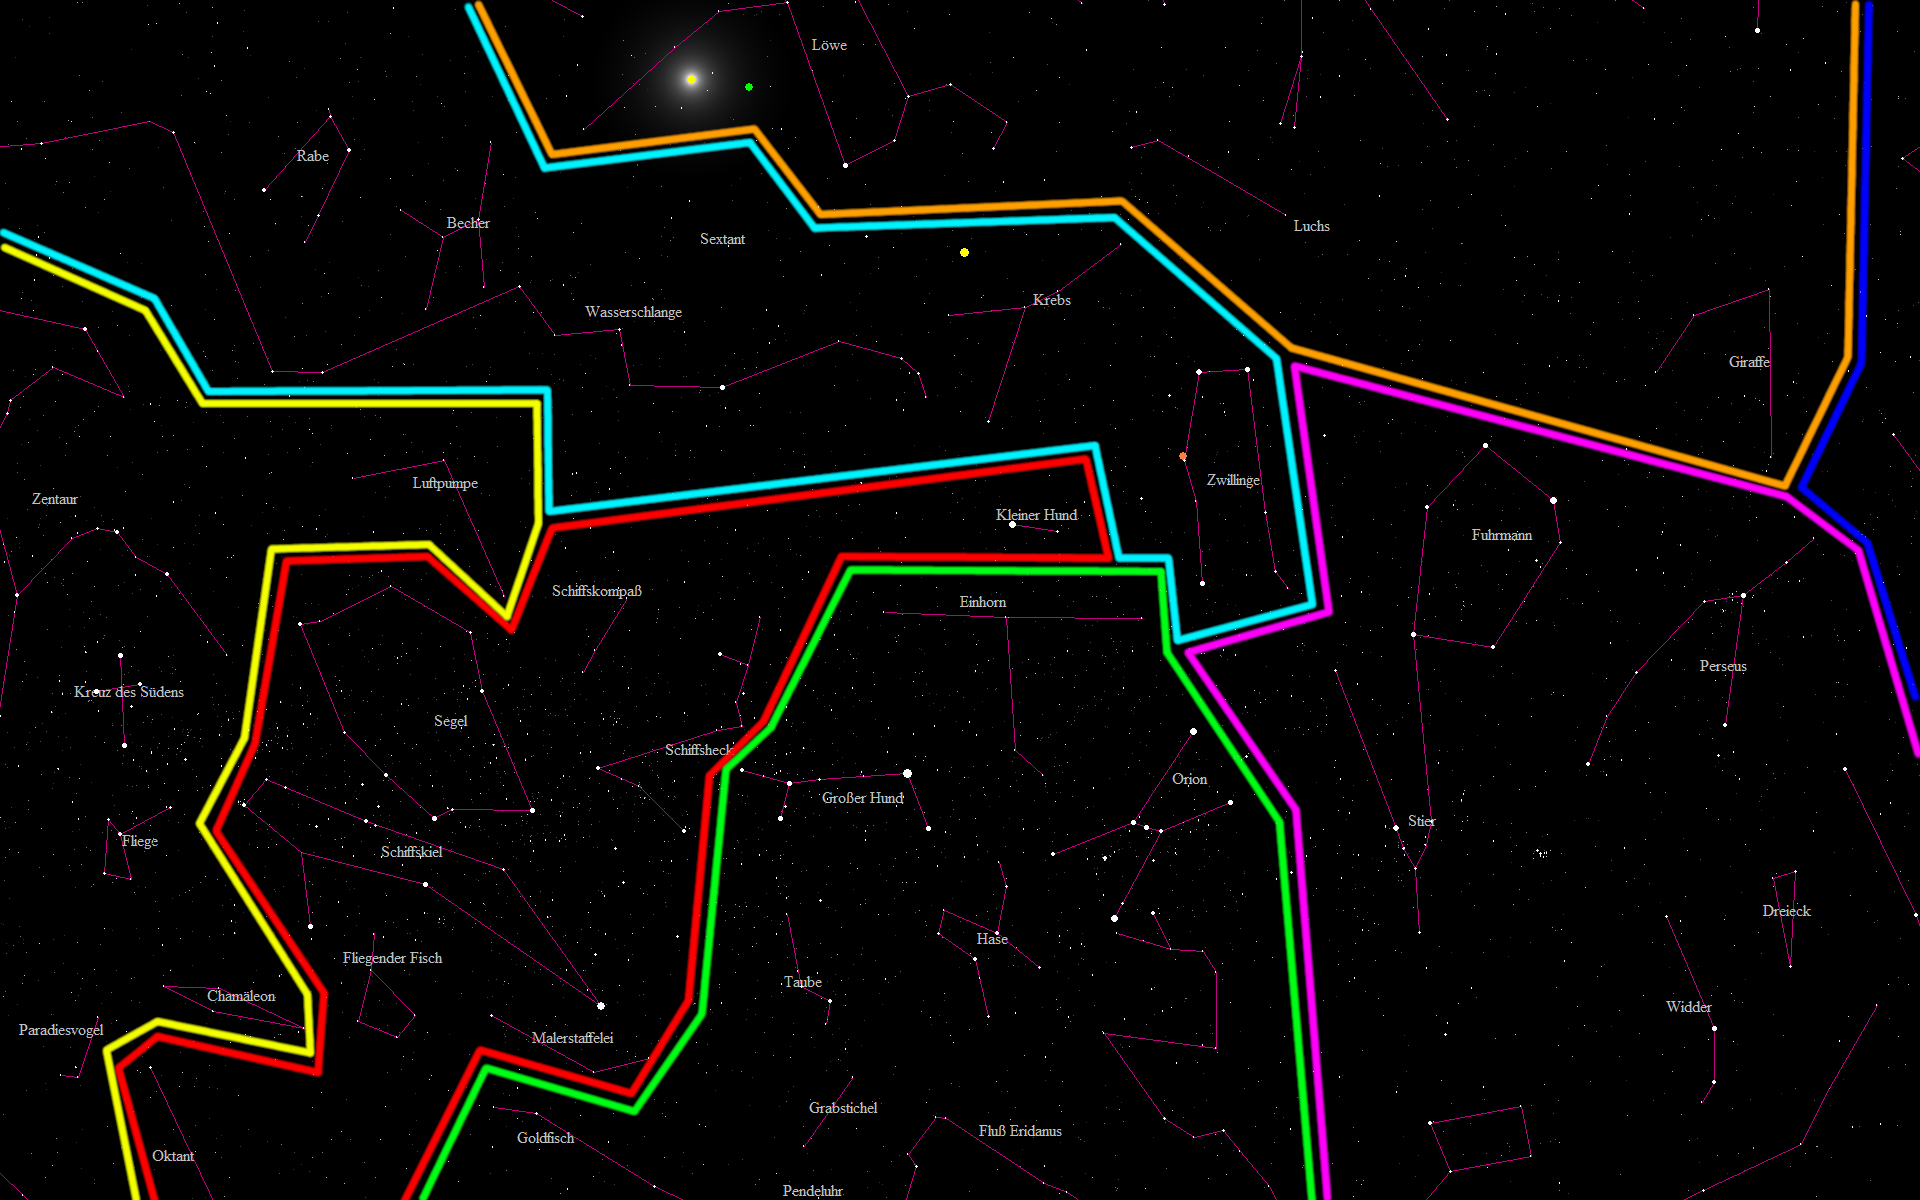 Löwe
Rabe
Becher
Luchs
Sextant
Krebs
Wasserschlange
Giraffe
Zwillinge
Luftpumpe
Zentaur
Kleiner Hund
Fuhrmann
Schiffskompaß
Einhorn
Perseus
Kreuz des Südens
Segel
Schiffsheck
Orion
Großer Hund
Stier
Fliege
Schiffskiel
Dreieck
Hase
Fliegender Fisch
Taube
Chamäleon
Widder
Paradiesvogel
Malerstaffelei
Grabstichel
Fluß Eridanus
Goldfisch
Oktant
Pendeluhr